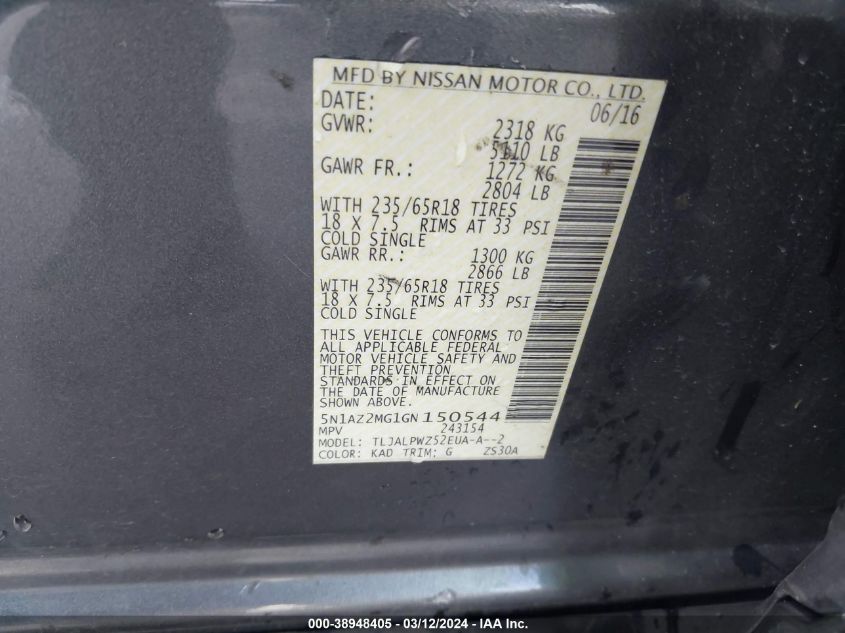 MFD BY NISSAN MOTOR CO., LTD.
DATE: 06/16
GVWR: 2318 KG
5110 LB
GAWR FR.: 1272 KG
2804 LB
WITH 235/65R18 TIRES
18 X 7.5 RIMS AT 33 PSI
COLD SINGLE
GAWR RR.: 1300 KG
2866 LB
WITH 235/65R18 TIRES
18 X 7.5 RIMS AT 33 PSI
COLD SINGLE
THIS VEHICLE CONFORMS TO
ALL APPLICABLE FEDERAL
MOTOR VEHICLE SAFETY AND
THEFT PREVENTION
STANDARDS IN EFFECT ON
THE DATE OF MANUFACTURE
SHOWN ABOVE.
5N1AZ2MG1GN150544
MPV 243154
MODEL: TLJALPWZ52EUA-A--2
COLOR: KAD TRIM: G ZS30A
000-38948405 - 03/12/2024 - IAA Inc.